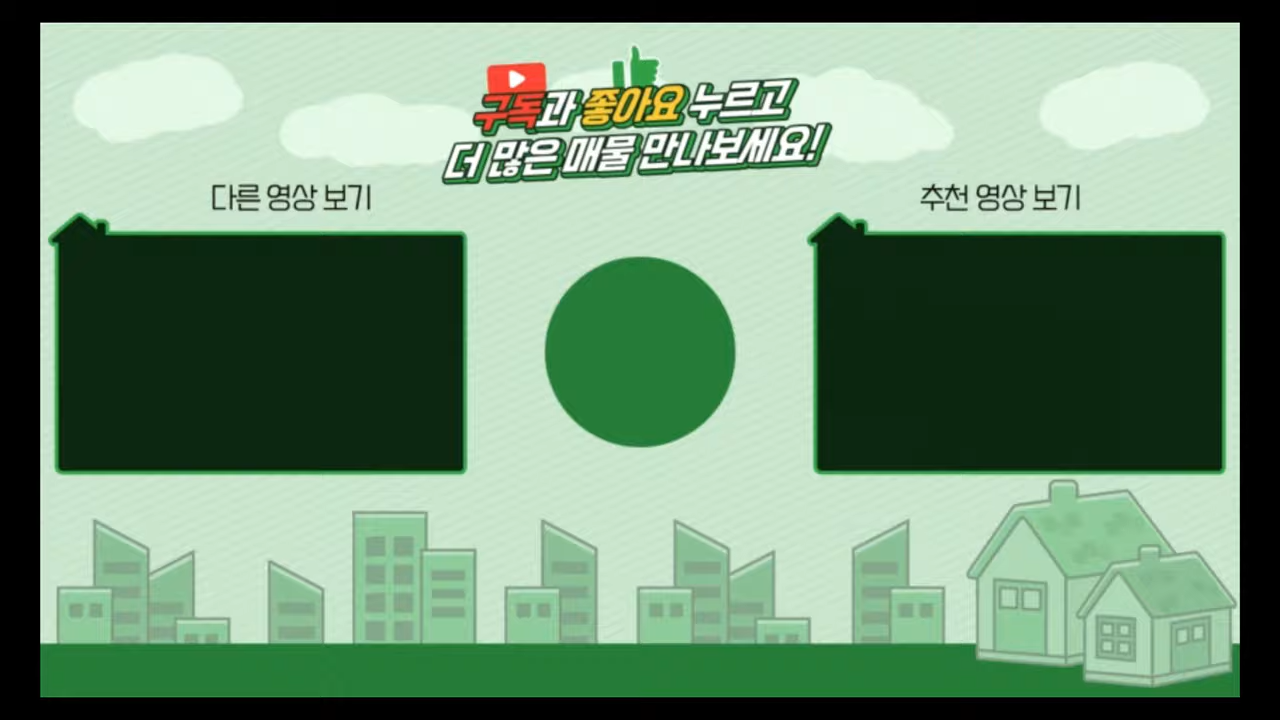 구독과 좋아요 누르고
더 많은 매물 만나보세요!
다른 영상 보기
추천 영상 보기